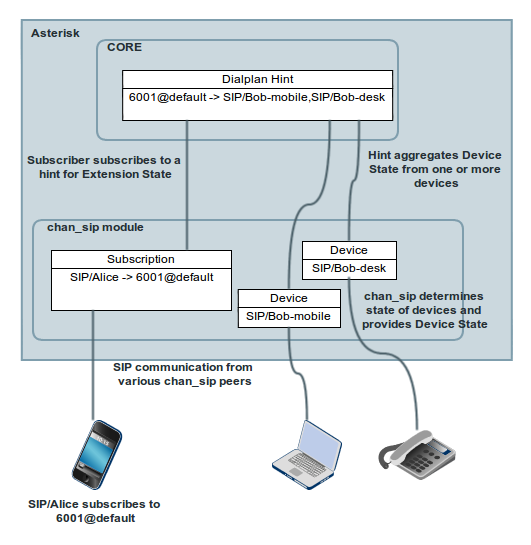 Asterisk
CORE
Dialplan Hint
6001@default -> SIP/Bob-mobile,SIP/Bob-desk
Subscriber subscribes to a
hint for Extension State
Hint aggregates Device
State from one or more
devices
chan_sip module
Subscription
SIP/Alice -> 6001@default
Device
SIP/Bob-desk
Device
SIP/Bob-mobile
chan_sip determines
state of devices and
provides Device State
SIP communication from
various chan_sip peers
SIP/Alice subscribes to
6001@default